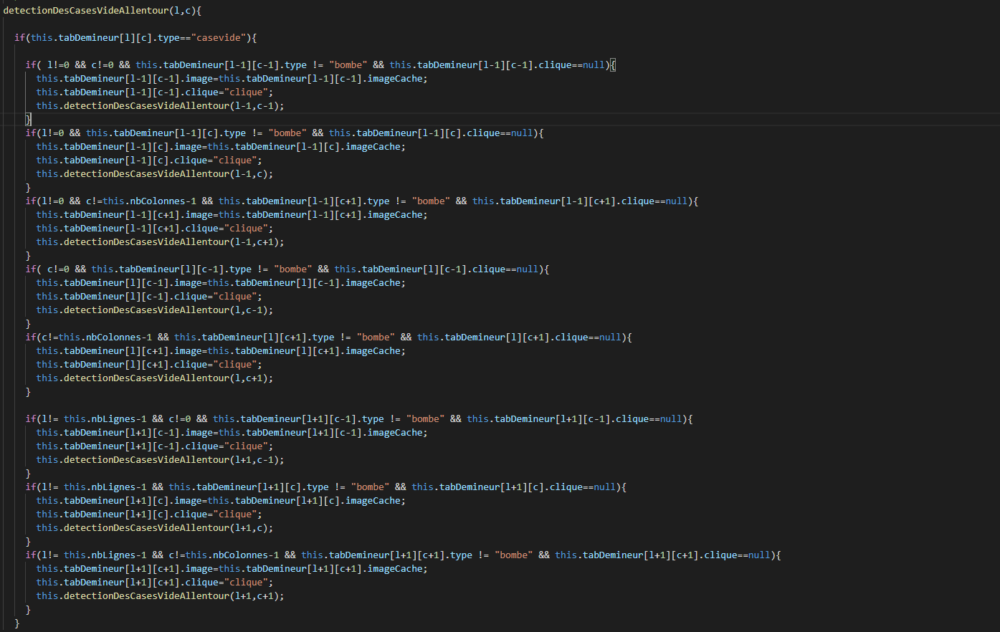 detectionDesCasesVideAllentour(l,c){
if(this.tabDemineur[l][c].type=="casevide"){
if( l!=0 && c!=0 && this.tabDemineur[l-1][c-1].type != "bombe" && this.tabDemineur[l-1][c-1].clique==null){
this.tabDemineur[l-1][c-1].image=this.tabDemineur[l-1][c-1].imageCache;
this.tabDemineur[l-1][c-1].clique="clique";
this.detectionDesCasesVideAllentour(l-1,c-1);
}
if(l!=0 && this.tabDemineur[l-1][c].type != "bombe" && this.tabDemineur[l-1][c].clique==null){
this.tabDemineur[l-1][c].image=this.tabDemineur[l-1][c].imageCache;
this.tabDemineur[l-1][c].clique="clique";
this.detectionDesCasesVideAllentour(l-1,c);
}
if(l!=0 && c!=this.nbColonnes-1 && this.tabDemineur[l-1][c+1].type != "bombe" && this.tabDemineur[l-1][c+1].clique==null){
this.tabDemineur[l-1][c+1].image=this.tabDemineur[l-1][c+1].imageCache;
this.tabDemineur[l-1][c+1].clique="clique";
this.detectionDesCasesVideAllentour(l-1,c+1);
}
if( c!=0 && this.tabDemineur[l][c-1].type != "bombe" && this.tabDemineur[l][c-1].clique==null){
this.tabDemineur[l][c-1].image=this.tabDemineur[l][c-1].imageCache;
this.tabDemineur[l][c-1].clique="clique";
this.detectionDesCasesVideAllentour(l,c-1);
}
if(c!=this.nbColonnes-1 && this.tabDemineur[l][c+1].type != "bombe" && this.tabDemineur[l][c+1].clique==null){
this.tabDemineur[l][c+1].image=this.tabDemineur[l][c+1].imageCache;
this.tabDemineur[l][c+1].clique="clique";
this.detectionDesCasesVideAllentour(l,c+1);
}
if(l!= this.nbLignes-1 && c!=0 && this.tabDemineur[l+1][c-1].type != "bombe" && this.tabDemineur[l+1][c-1].clique==null){
this.tabDemineur[l+1][c-1].image=this.tabDemineur[l+1][c-1].imageCache;
this.tabDemineur[l+1][c-1].clique="clique";
this.detectionDesCasesVideAllentour(l+1,c-1);
}
if(l!= this.nbLignes-1 && this.tabDemineur[l+1][c].type != "bombe" && this.tabDemineur[l+1][c].clique==null){
this.tabDemineur[l+1][c].image=this.tabDemineur[l+1][c].imageCache;
this.tabDemineur[l+1][c].clique="clique";
this.detectionDesCasesVideAllentour(l+1,c);
}
if(l!= this.nbLignes-1 && c!=this.nbColonnes-1 && this.tabDemineur[l+1][c+1].type != "bombe" && this.tabDemineur[l+1][c+1].clique==null){
this.tabDemineur[l+1][c+1].image=this.tabDemineur[l+1][c+1].imageCache;
this.tabDemineur[l+1][c+1].clique="clique";
this.detectionDesCasesVideAllentour(l+1,c+1);
}
}